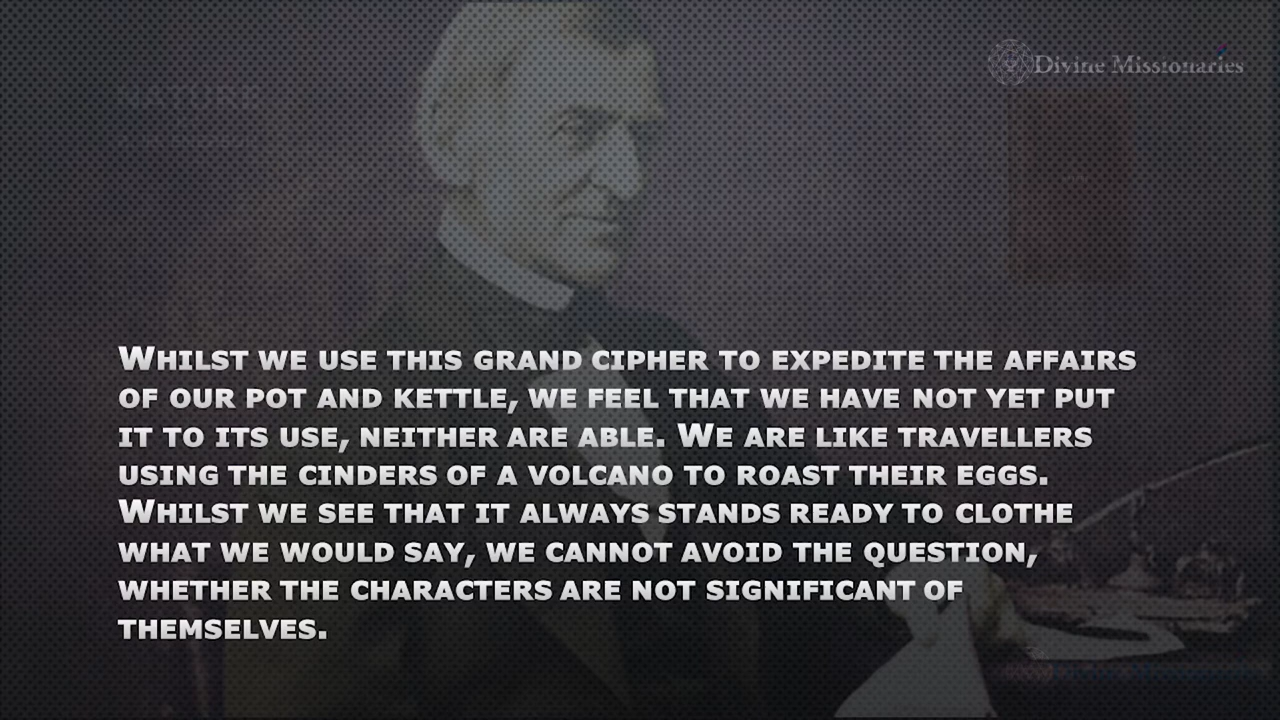 Divine Missionaries
NATURE
WHILST WE USE THIS GRAND CIPHER TO EXPEDITE THE AFFAIRS
OF OUR POT AND KETTLE, WE FEEL THAT WE HAVE NOT YET PUT
IT TO ITS USE, NEITHER ARE ABLE. WE ARE LIKE TRAVELLERS
USING THE CINDERS OF A VOLCANO TO ROAST THEIR EGGS.
WHILST WE SEE THAT IT ALWAYS STANDS READY TO CLOTHE
WHAT WE WOULD SAY, WE CANNOT AVOID THE QUESTION,
WHETHER THE CHARACTERS ARE NOT SIGNIFICANT OF
THEMSELVES.